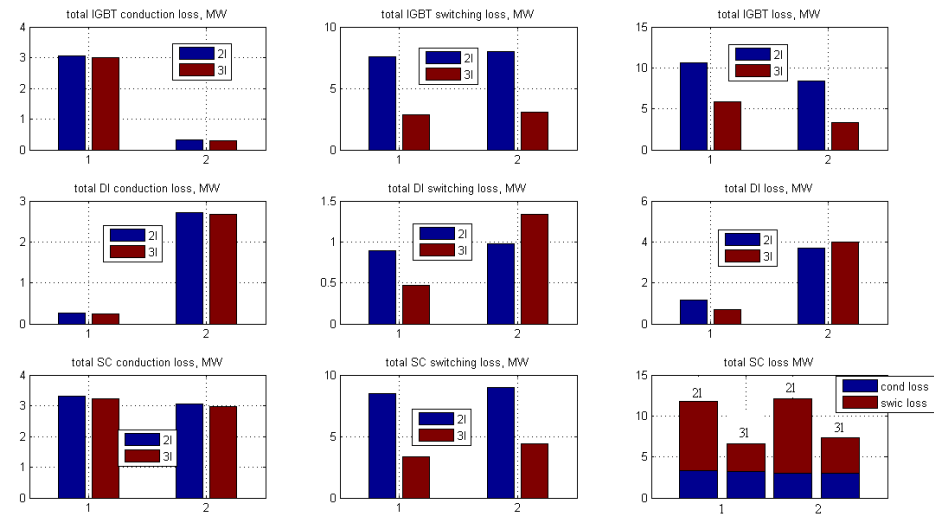 total IGBT conduction loss, MW
4
3
2
1
0
2l
3l
1
2
total IGBT switching loss, MW
10
5
0
2l
3l
1
2
total IGBT loss, MW
15
10
5
0
2l
3l
1
2
total DI conduction loss, MW
3
2
1
0
2l
3l
1
2
total DI switching loss, MW
1.5
1
0.5
0
2l
3l
1
2
total DI loss, MW
6
4
2
0
2l
3l
1
2
total SC conduction loss, MW
4
3
2
1
0
2l
3l
1
2
total SC switching loss, MW
10
5
0
2l
3l
1
2
total SC loss MW
15
10
5
0
2l
3l
2l
3l
cond loss
swic loss
1
2